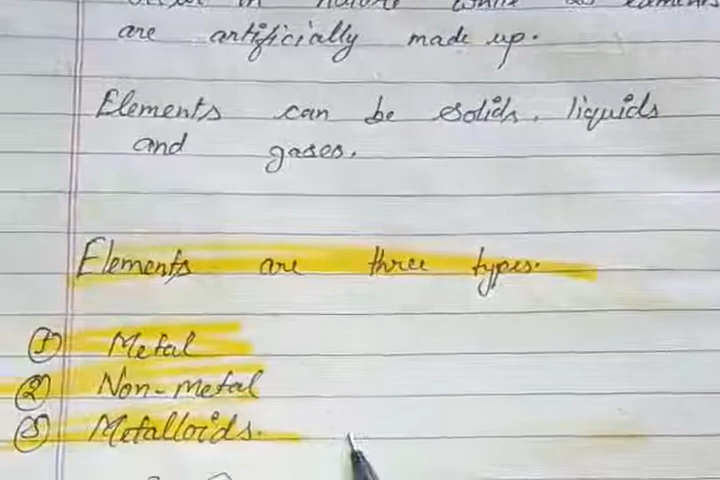 are artificially made up.
Elements can be solids, liquids
and gases.
Elements are three types.
① Metal
② Non-metal
③ Metalloids.